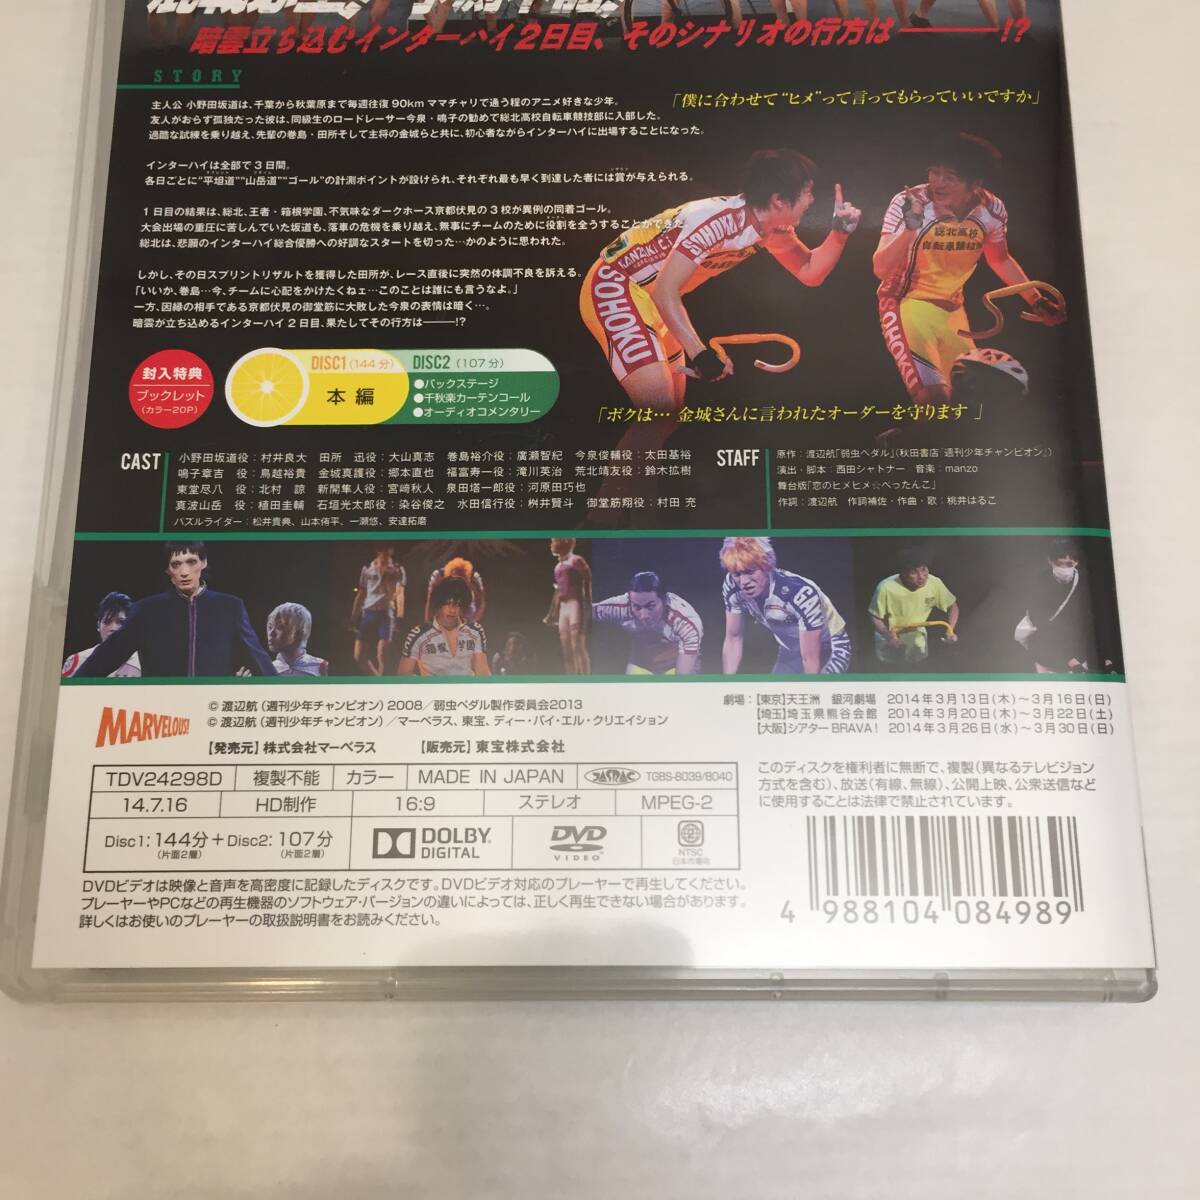 暗雲立ち込むインターハイ2日目、そのシナリオの行方は———!?
STORY
主人公 小野田坂道は、千葉から秋葉原まで毎週往復90kmママチャリで通う程のアニメ好きな少年。
友人がおらず孤独だった彼は、同級生のロードレーサー今泉・鳴子の勧めで総北高校自転車競技部に入部した。
過酷な試練を乗り越え、先輩の巻島・田所そして主将の金城らと共に、初心者ながらインターハイに出場することになった。
インターハイは全部で3日間。
各日ごとに“平坦道”“山岳道”“ゴール”の計測ポイントが設けられ、それぞれ最も早く到達した者には賞が与えられる。
1日目の結果は、総北、王者・箱根学園、不気味なダークホース京都伏見の3校が異例の同着ゴール。
大会出場の重圧に苦しんでいた坂道も、落車の危機を乗り越え、無事にチームのために役割を全うすることができた。
総北は、悲願のインターハイ総合優勝への好調なスタートを切った…かのように思われた。
しかし、その日スプリントリザルトを獲得した田所が、レース直後に突然の体調不良を訴える。
「いいか、巻島…今、チームに心配をかけたくねェ…このことは誰にも言うなよ。」
一方、因縁の相手である京都伏見の御堂筋に大敗した今泉の表情は暗く…。
暗雲が立ち込めるインターハイ2日目、果たしてその行方は———!?
「僕に合わせて“ヒメ”って言ってもらっていいですか」
SOHOKU
KANZAKI
SOHOKU
総北高校
自転車競技部
SOHOKU
「ボクは… 金城さんに言われたオーダーを守ります 」
封入特典
ブックレット
(カラー20P)
DISC1(144分)
本編
DISC2(107分)
●バックステージ
●千秋楽カーテンコール
●オーディオコメンタリー
CAST
小野田坂道役：村井良大 田所 迅役：大山真志 巻島裕介役：廣瀬智紀 今泉俊輔役：太田基裕
鳴子章吉 役：鳥越裕貴 金城真護役：郷本直也 福富寿一役：滝川英治 荒北靖友役：鈴木拡樹
東堂尽八 役：北村 諒 新開隼人役：宮﨑秋人 泉田塔一郎役：河原田巧也
真波山岳 役：植田圭輔 石垣光太郎役：染谷俊之 水田信行役：桝井賢斗 御堂筋翔役：村田 充
パズルライダー：松井貴典、山本侑平、一瀬悠、安達拓磨
STAFF
原作：渡辺航「弱虫ペダル」（秋田書店 週刊少年チャンピオン」）
演出・脚本：西田シャトナー 音楽：manzo
舞台版「恋のヒメヒメ☆ぺったんこ」
作詞：渡辺航 作詞補佐・作曲・歌：桃井はるこ
箱根学園
MARVELOUS!
© 渡辺航（週刊少年チャンピオン）2008／弱虫ペダル製作委員会2013
© 渡辺航（週刊少年チャンピオン）／マーベラス、東宝、ディー・バイ・エル・クリエイション
【発売元】株式会社マーベラス 【販売元】東宝株式会社
劇場：【東京】天王洲 銀河劇場 2014年3月13日（木）～3月16日（日）
【埼玉】埼玉県熊谷会館 2014年3月20日（木）～3月22日（土）
【大阪】シアターBRAVA! 2014年3月26日（水）～3月30日（日）
TDV24298D 複製不能 カラー MADE IN JAPAN JASRAC TGBS-8039/8040
14.7.16 HD制作 16:9 ステレオ MPEG-2
Disc1:144分＋Disc2:107分
(片面2層) (片面2層)
DOLBY DIGITAL
DVD VIDEO
2
NTSC
日本市場向
このディスクを権利者に無断で、複製（異なるテレビジョン
方式を含む）、放送（有線、無線）、公開上映、公衆送信など
に使用することは法律で禁止されています。
DVDビデオは映像と音声を高密度に記録したディスクです。DVDビデオ対応のプレーヤーで再生してください。
プレーヤーやPCなどの再生機器のソフトウェア・バージョンの違いによっては、正しく再生できない場合があります。
詳しくはお使いのプレーヤーの取扱説明書をお読みください。
4 988104 084989